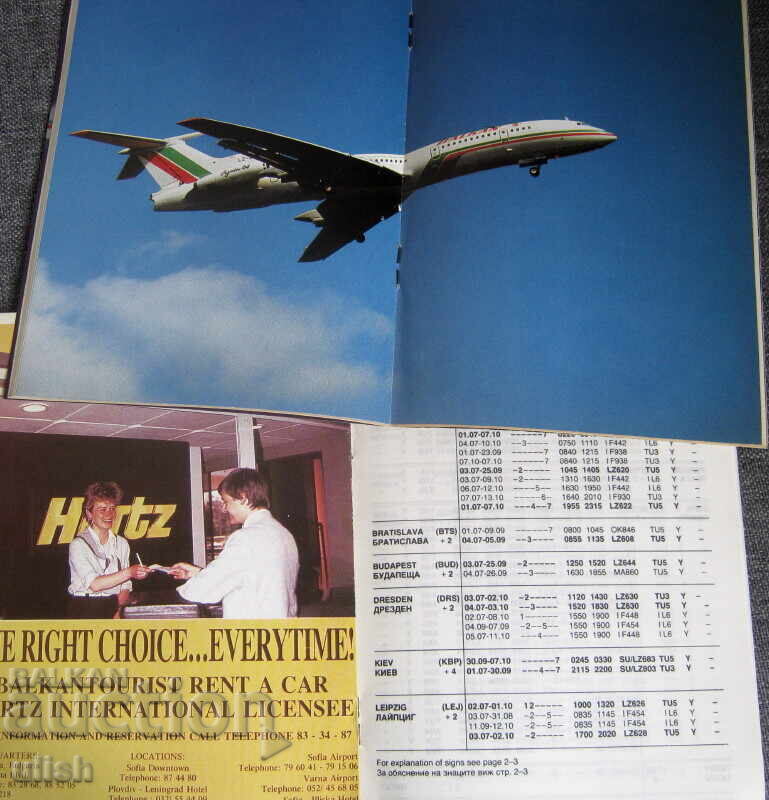 BALKAN
Hertz
E RIGHT CHOICE...EVERYTIME!
BALKANTOURIST RENT A CAR
RTZ INTERNATIONAL LICENSEE
INFORMATION AND RESERVATION CALL TELEPHONE 83 - 34 - 87
LOCATIONS:
Sofia Downtown
Telephone: 87 44 80
Plovdiv - Leningrad Hotel
Telephone: 032/ 55 44 09
Sofia Airport
Telephone: 79 60 41 - 79 15 06
Varna Airport
Telephone: 052/ 45 68 05
01.07-07.10 ------7
04.07-09.10 ---3---- 0750 1110 IF442 IL6 Y –
01.07-23.09 ------7 0840 1215 IF938 TU3 Y –
07.10-07.10 ------7 0840 1215 IF938 TU3 Y –
03.07-25.09 -2----- 1045 1405 LZ620 TU5 Y –
03.07-09.10 -2----- 1310 1630 IF442 IL6 Y –
06.07-12.10 ----5-- 1630 1950 IF442 IL6 Y –
07.07-13.10 -----6- 1640 2010 IF930 TU3 Y –
01.07-07.10 ---4--7 1955 2315 LZ622 TU5 Y –
BRATISLAVA (BTS) 01.07-09.09 ------7 0800 1045 OK846 TU5 Y –
БРАТИСЛАВА + 2 04.07-05.09 ---3---- 0855 1135 LZ608 TU5 Y –
BUDAPEST (BUD) 03.07-25.09 -2----- 1250 1520 LZ644 TU5 Y –
БУДАПЕЩА + 2 04.07-26.09 ---3---- 1630 1855 MA860 TU5 Y –
DRESDEN (DRS) 03.07-02.10 -2----- 1120 1430 LZ630 TU3 Y –
ДРЕЗДЕН + 2 04.07-03.10 ---3---- 1520 1830 LZ630 TU5 Y –
02.07-08.10 1------ 1550 1900 IF448 IL6 Y –
04.09-07.09 -2--5-- 1550 1900 IF454 IL6 Y –
05.07-11.10 ---4--- 1550 1900 IF448 IL6 Y –
KIEV (KBP) 30.09-07.10 ------7 0245 0330 SU/LZ683 TU5 Y –
КИЕВ + 4 01.07-30.09 ---4--7 2115 2200 SU/LZ803 TU5 Y –
LEIPZIG (LEJ) 02.07-01.10 12----- 1000 1320 LZ626 TU5 Y –
ЛАЙПЦИГ + 2 03.07-31.08 -2--5-- 0835 1145 IF454 IL6 Y –
11.09-12.10 -2--5-- 0835 1145 IF454 IL6 Y –
03.07-02.10 -2----- 1700 2020 LZ628 TU5 Y –
For explanation of signs see page 2–3
За обяснение на знаците виж стр. 2–3
BALKAN
auction